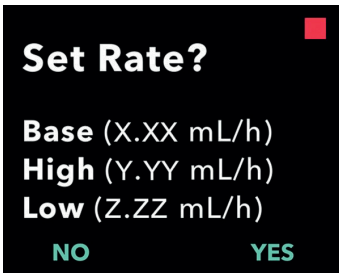 Set Rate?
Base (X.XX mL/h)
High (Y.YY mL/h)
Low (Z.ZZ mL/h)
NO YES